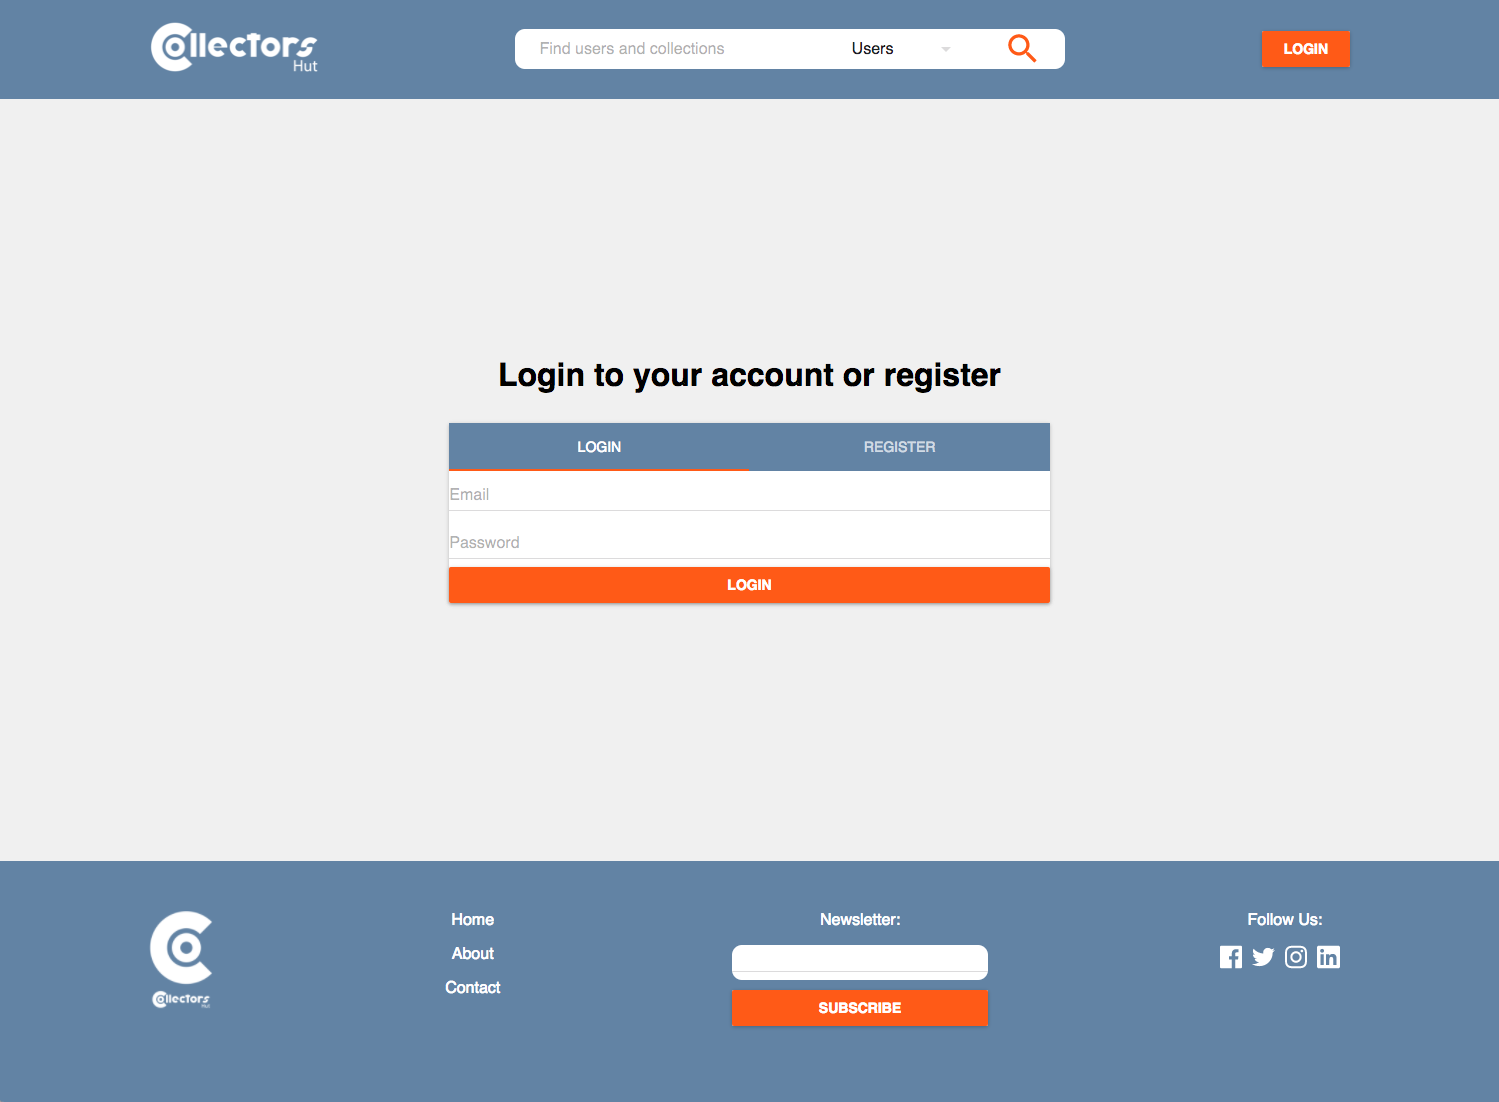 Collectors
Hut
Find users and collections
Users
LOGIN
Login to your account or register
LOGIN
REGISTER
Email
Password
LOGIN
Home
About
Contact
Newsletter:
SUBSCRIBE
Follow Us:
Collectors
Hut